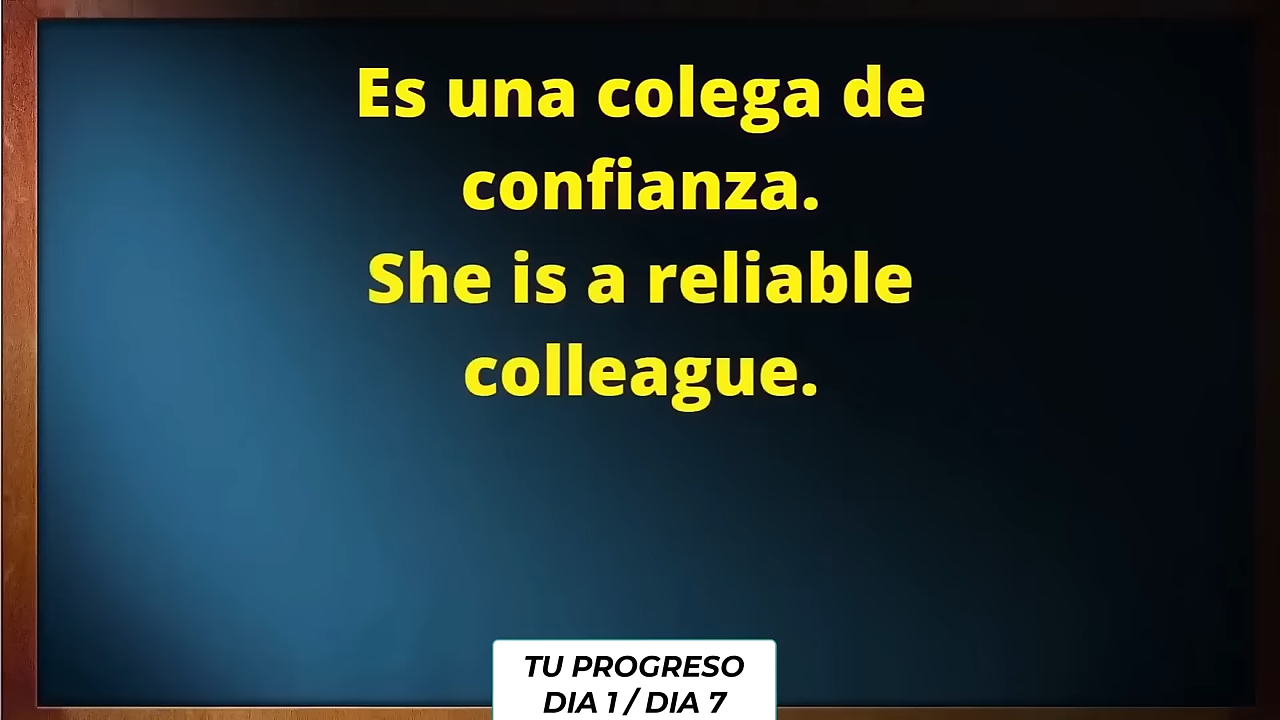 Es una colega de
confianza.
She is a reliable
colleague.
TU PROGRESO
DIA 1 / DIA 7